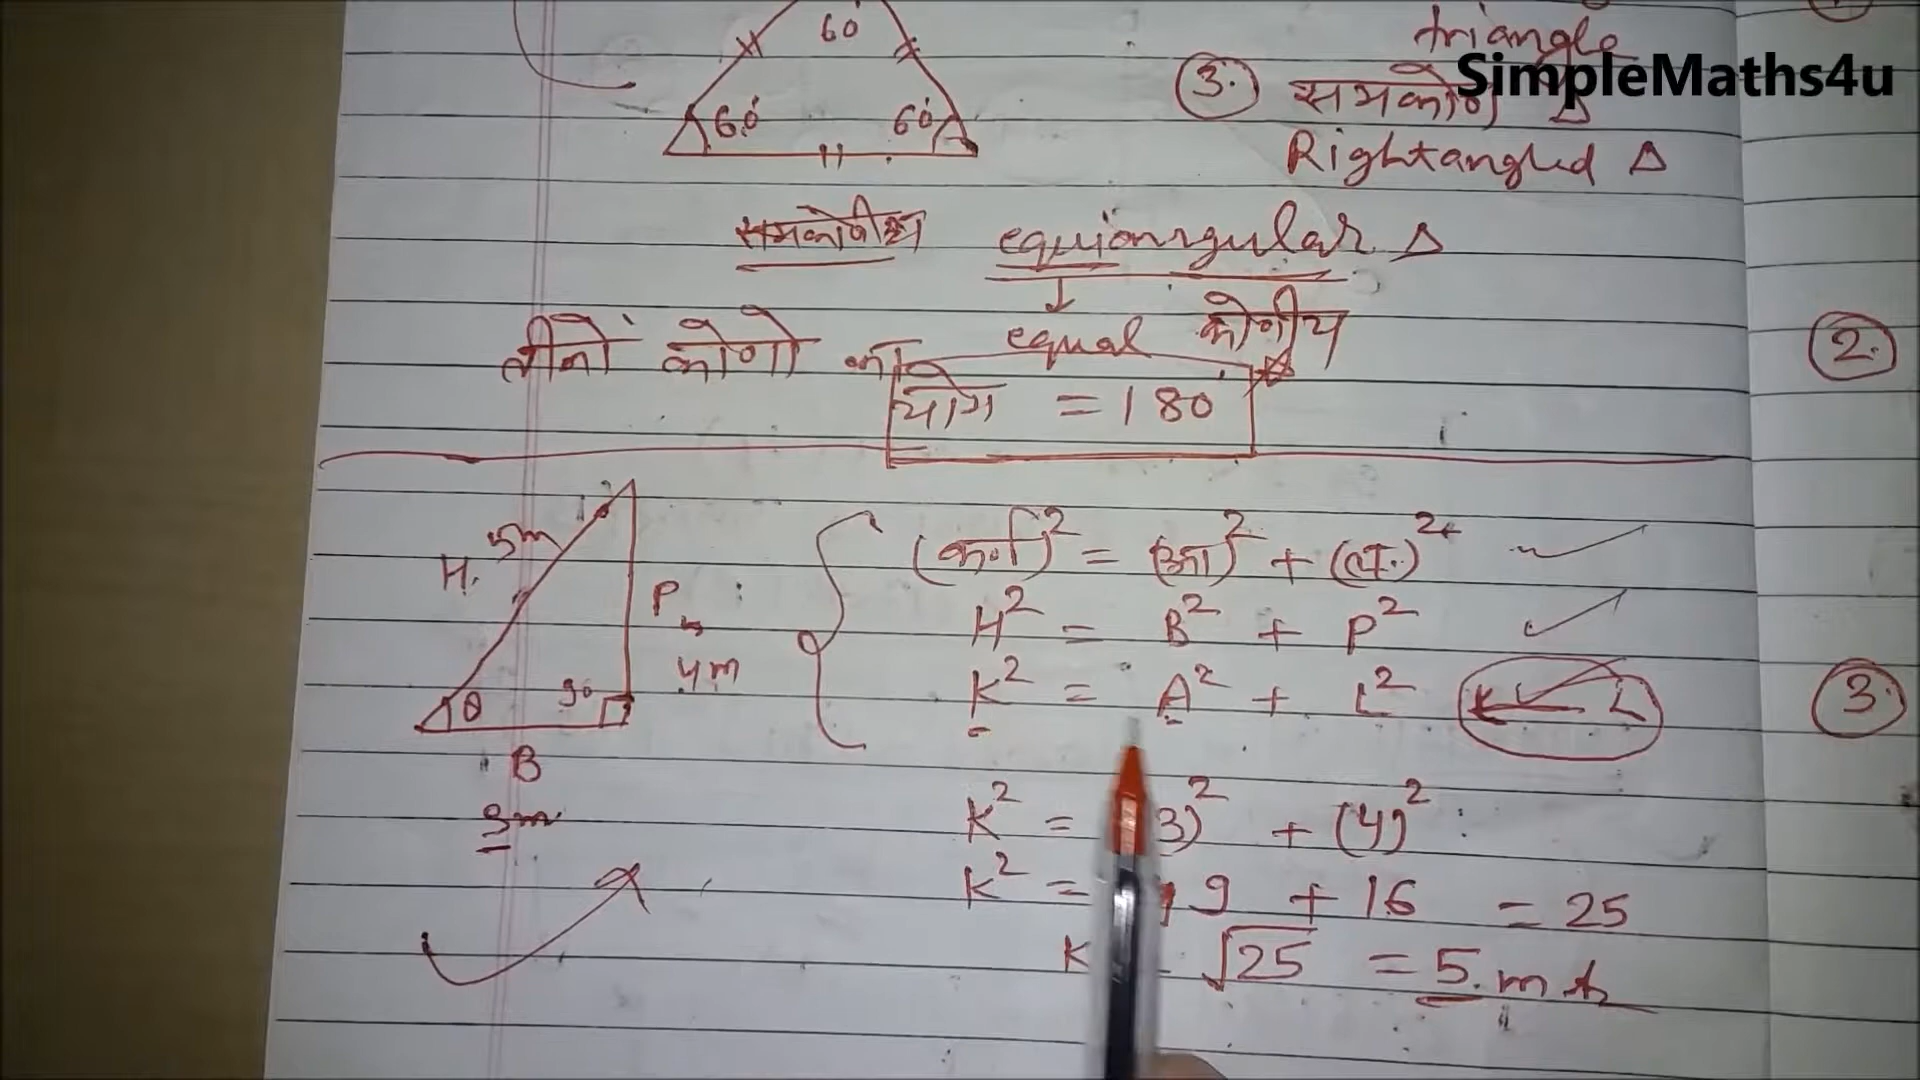 60°
triangle
SimpleMaths4u
3.
समकोण Δ
60° 60°
Rightangled Δ
equiangular Δ
equal कोणीय
तीनों कोणो का
योग = 180°
2.
5m
H.
P
4m
θ 90
B
3m
(कर्ण)² = (आ)² + (ल.)²
H² = B² + P²
K² = A² + L²
K L
3.
K² = (3)² + (4)²
K² = 9 + 16 = 25
K √25 = 5. m